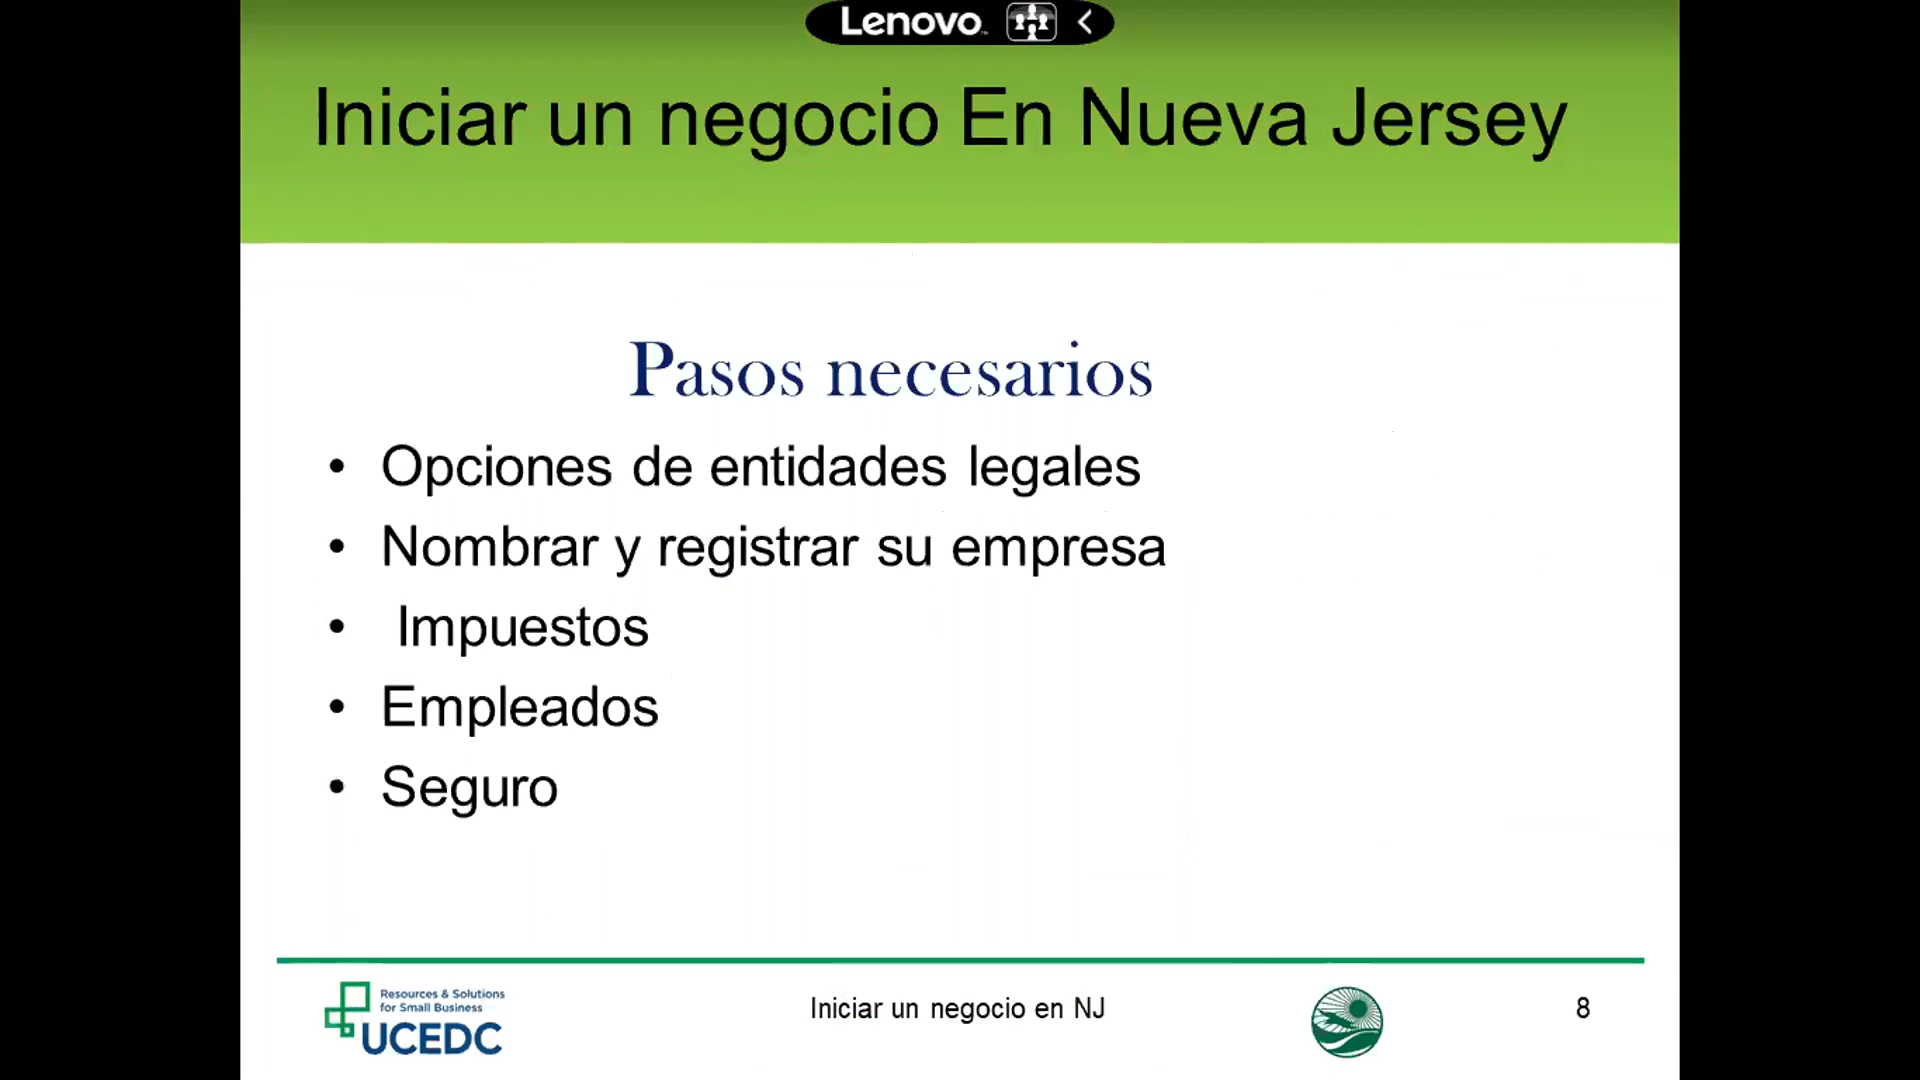 Lenovo
Iniciar un negocio En Nueva Jersey
Pasos necesarios
• Opciones de entidades legales
• Nombrar y registrar su empresa
• Impuestos
• Empleados
• Seguro
Resources & Solutions
for Small Business
UCEDC
Iniciar un negocio en NJ
8